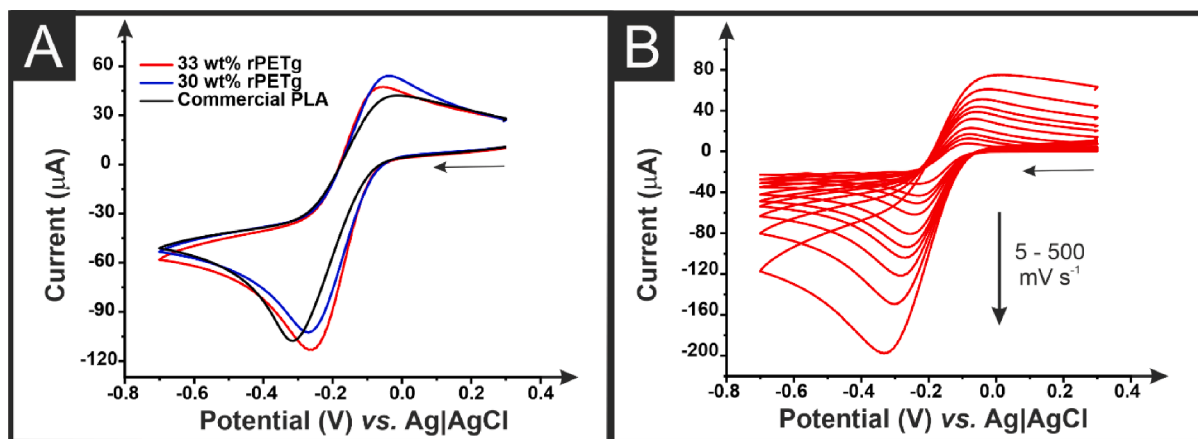 A
33 wt% rPETg
30 wt% rPETg
Commercial PLA
60
30
0
-30
-60
-90
-120
Current (µA)
-0.8 -0.6 -0.4 -0.2 0.0 0.2 0.4
Potential (V) vs. Ag|AgCl
B
80
40
0
-40
-80
-120
-160
-200
Current (µA)
5 - 500
mV s⁻¹
-0.8 -0.6 -0.4 -0.2 0.0 0.2 0.4
Potential (V) vs. Ag|AgCl